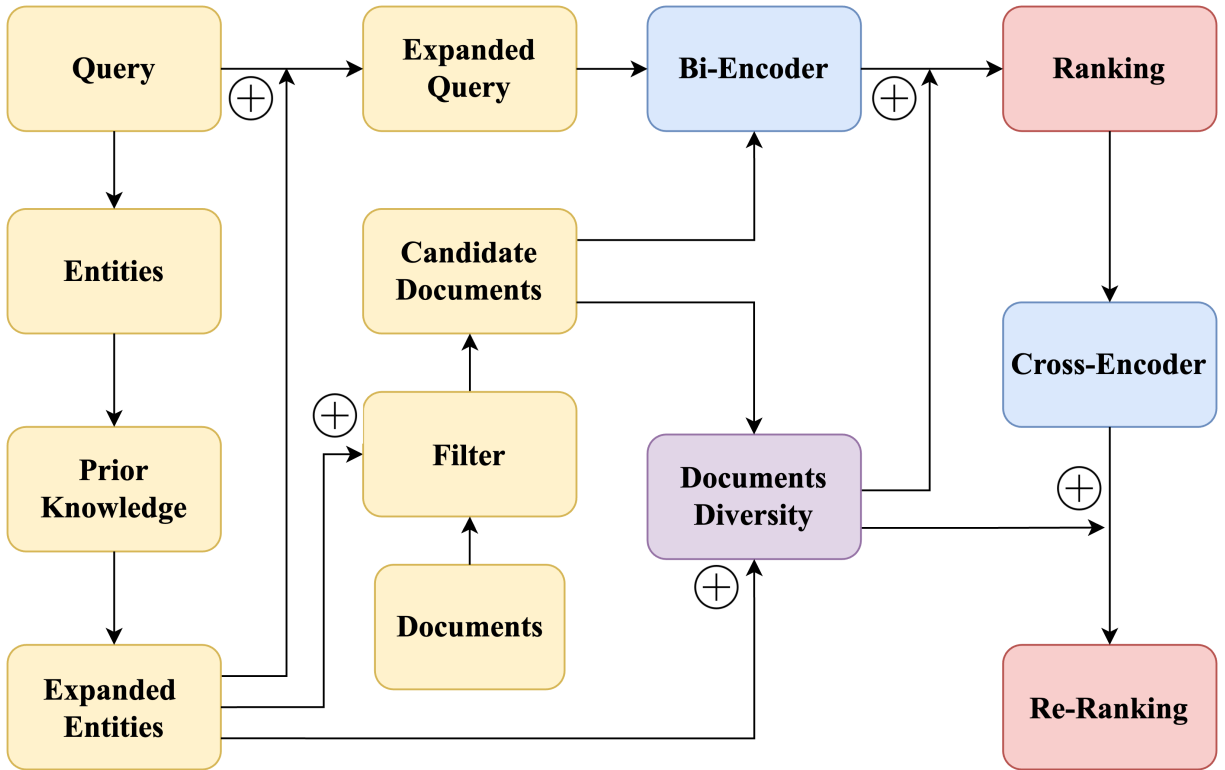 Query
Expanded
Query
Bi-Encoder
Ranking
Entities
Candidate
Documents
Cross-Encoder
Prior
Knowledge
Filter
Documents
Diversity
Documents
Expanded
Entities
Re-Ranking